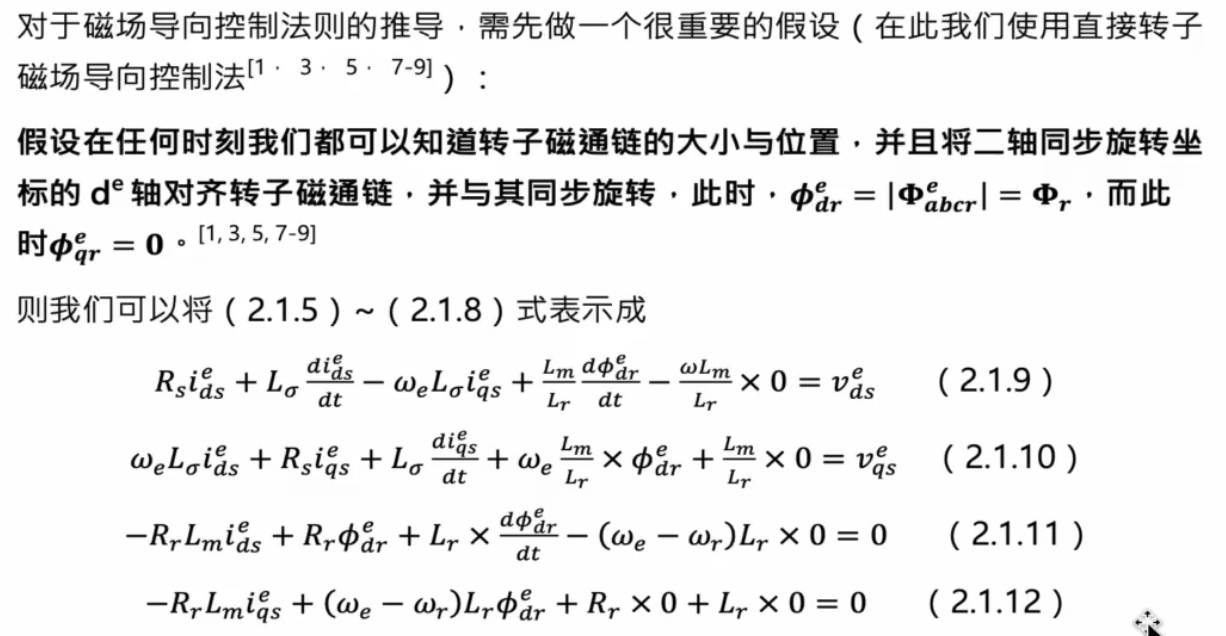 对于磁场导向控制法则的推导，需先做一个很重要的假设（在此我们使用直接转子
磁场导向控制法[1， 3， 5， 7-9]）：
假设在任何时刻我们都可以知道转子磁通链的大小与位置，并且将二轴同步旋转坐
标的 dᵉ 轴对齐转子磁通链，并与其同步旋转，此时，$\phi_{dr}^{e} = |\Phi_{abcr}^{e}| = \Phi_r$，而此
时$\phi_{qr}^{e} = 0$。[1, 3, 5, 7-9]
则我们可以将（2.1.5）~（2.1.8）式表示成
$R_s i_{ds}^{e} + L_\sigma \frac{di_{ds}^{e}}{dt} - \omega_e L_\sigma i_{qs}^{e} + \frac{L_m}{L_r}\frac{d\phi_{dr}^{e}}{dt} - \frac{\omega L_m}{L_r} \times 0 = v_{ds}^{e}$ （2.1.9）
$\omega_e L_\sigma i_{ds}^{e} + R_s i_{qs}^{e} + L_\sigma \frac{di_{qs}^{e}}{dt} + \omega_e \frac{L_m}{L_r} \times \phi_{dr}^{e} + \frac{L_m}{L_r} \times 0 = v_{qs}^{e}$ （2.1.10）
$-R_r L_m i_{ds}^{e} + R_r \phi_{dr}^{e} + L_r \times \frac{d\phi_{dr}^{e}}{dt} - (\omega_e - \omega_r)L_r \times 0 = 0$ （2.1.11）
$-R_r L_m i_{qs}^{e} + (\omega_e - \omega_r)L_r \phi_{dr}^{e} + R_r \times 0 + L_r \times 0 = 0$ （2.1.12）